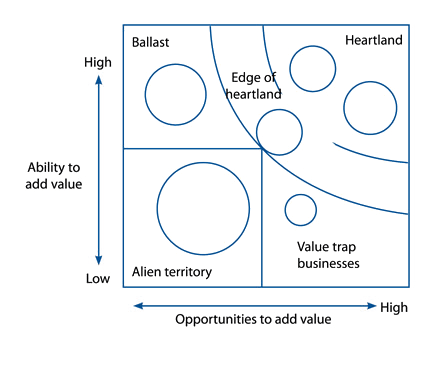 Ballast
Heartland
High
Edge of
heartland
Ability to
add value
Value trap
businesses
Low
Alien territory
High
Opportunities to add value